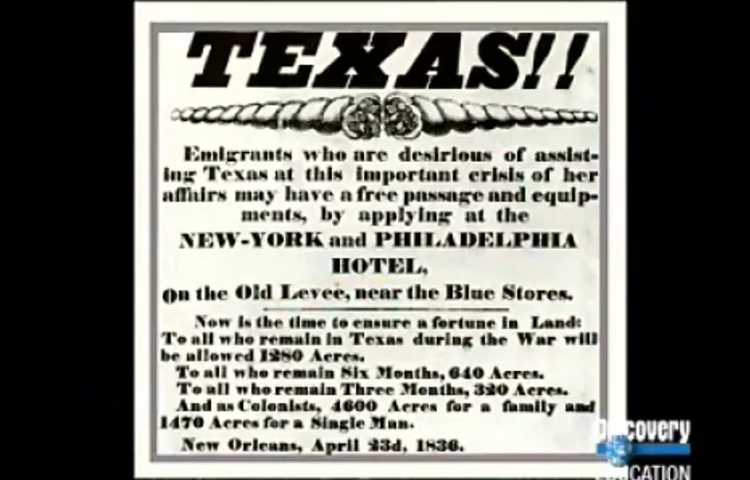 TEXAS!!
Emigrants who are desirious of assist-
ing Texas at this important crisis of her
affairs may have a free passage and equip-
ments, by applying at the
NEW-YORK and PHILADELPHIA
HOTEL,
On the Old Levee, near the Blue Stores.
Now is the time to ensure a fortune in Land:
To all who remain in Texas during the War will
be allowed 1280 Acres.
To all who remain Six Months, 640 Acres.
To all who remain Three Months, 320 Acres.
And as Colonists, 4600 Acres for a family and
1470 Acres for a Single Man.
New Orleans, April 23d, 1836.
Discovery
EDUCATION